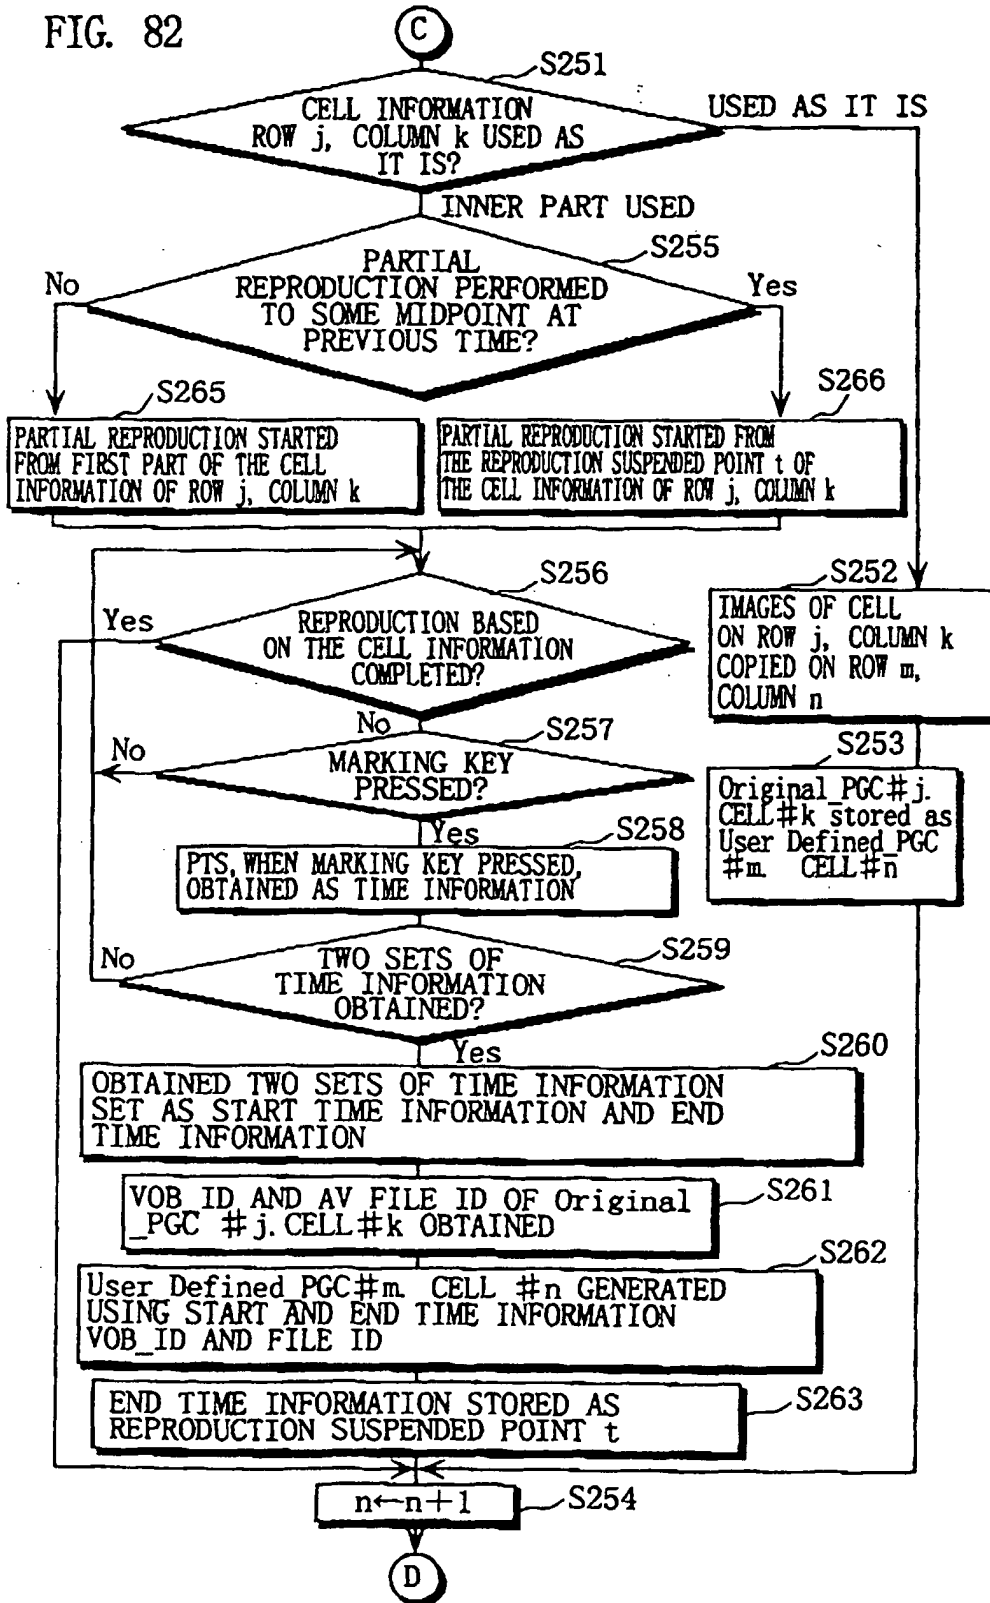 FIG. 82
C
S251
CELL INFORMATION
ROW j, COLUMN k USED AS
IT IS?
USED AS IT IS
INNER PART USED
S255
PARTIAL
REPRODUCTION PERFORMED
TO SOME MIDPOINT AT
PREVIOUS TIME?
No
Yes
S265
PARTIAL REPRODUCTION STARTED
FROM FIRST PART OF THE CELL
INFORMATION OF ROW j, COLUMN k
S266
PARTIAL REPRODUCTION STARTED FROM
THE REPRODUCTION SUSPENDED POINT t OF
THE CELL INFORMATION OF ROW j, COLUMN k
S256
REPRODUCTION BASED
ON THE CELL INFORMATION
COMPLETED?
Yes
No
S252
IMAGES OF CELL
ON ROW j, COLUMN k
COPIED ON ROW m,
COLUMN n
S257
MARKING KEY
PRESSED?
No
Yes
S253
Original_PGC#j.
CELL#k stored as
User Defined_PGC
#m. CELL#n
S258
PTS, WHEN MARKING KEY PRESSED,
OBTAINED AS TIME INFORMATION
S259
TWO SETS OF
TIME INFORMATION
OBTAINED?
No
Yes
S260
OBTAINED TWO SETS OF TIME INFORMATION
SET AS START TIME INFORMATION AND END
TIME INFORMATION
S261
VOB_ID AND AV FILE ID OF Original
_PGC #j. CELL#k OBTAINED
S262
User Defined_PGC#m. CELL #n GENERATED
USING START AND END TIME INFORMATION
VOB_ID AND FILE ID
S263
END TIME INFORMATION STORED AS
REPRODUCTION SUSPENDED POINT t
S254
n←n+1
D